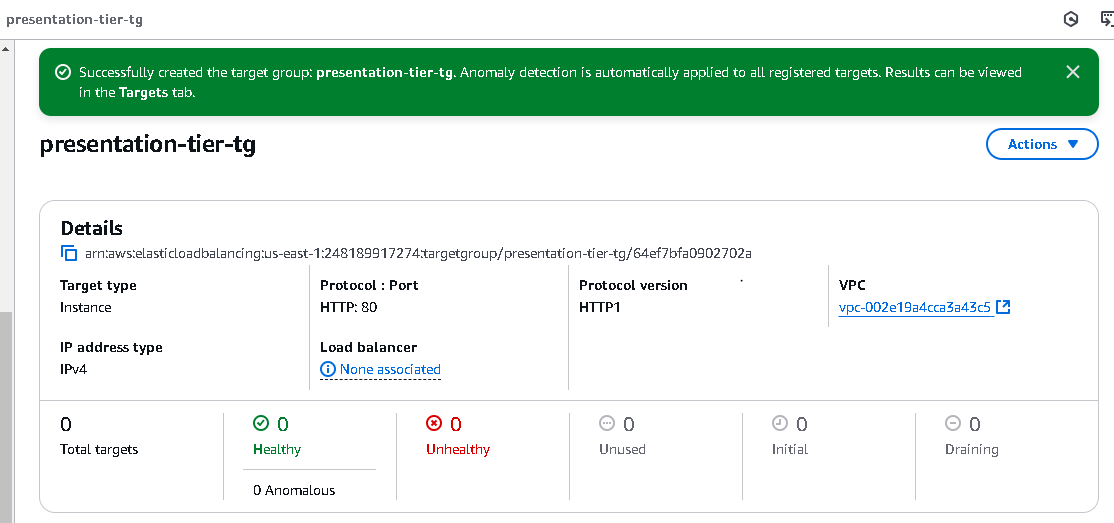 presentation-tier-tg
Successfully created the target group: presentation-tier-tg. Anomaly detection is automatically applied to all registered targets. Results can be viewed
in the Targets tab.
presentation-tier-tg
Actions
Details
arn:aws:elasticloadbalancing:us-east-1:248189917274:targetgroup/presentation-tier-tg/64ef7bfa0902702a
Target type
Instance
Protocol : Port
HTTP: 80
Protocol version
HTTP1
VPC
vpc-002e19a4cca3a43c5
IP address type
IPv4
Load balancer
None associated
0
Total targets
0
Healthy
0 Anomalous
0
Unhealthy
0
Unused
0
Initial
0
Draining